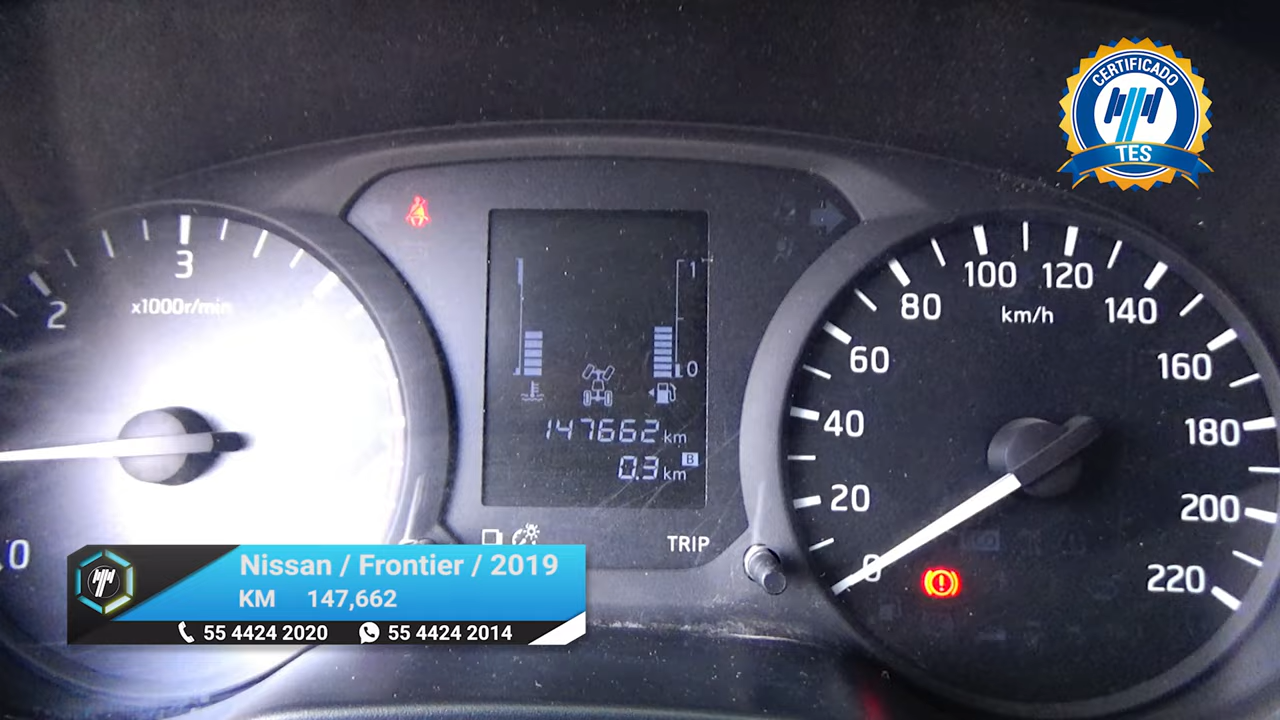 CERTIFICADO
TES
2
3
x1000r/min
0
1
0
147662 km
0.3 km B
TRIP
0
20
40
60
80
100
120
140
160
180
200
220
km/h
Nissan / Frontier / 2019
KM 147,662
55 4424 2020 55 4424 2014